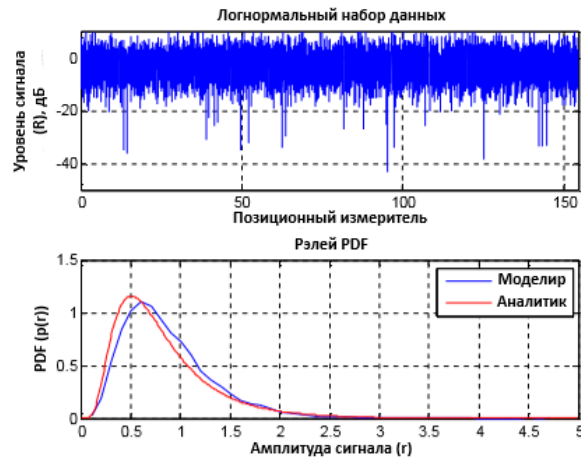 Логнормальный набор данных
Уровень сигнала
(R), дБ
0
-20
-40
0
50
100
150
Позиционный измеритель
Рэлей PDF
PDF (p(r))
1.5
1
0.5
0
Моделир
Аналитик
0
0.5
1
1.5
2
2.5
3
3.5
4
4.5
5
Амплитуда сигнала (r)